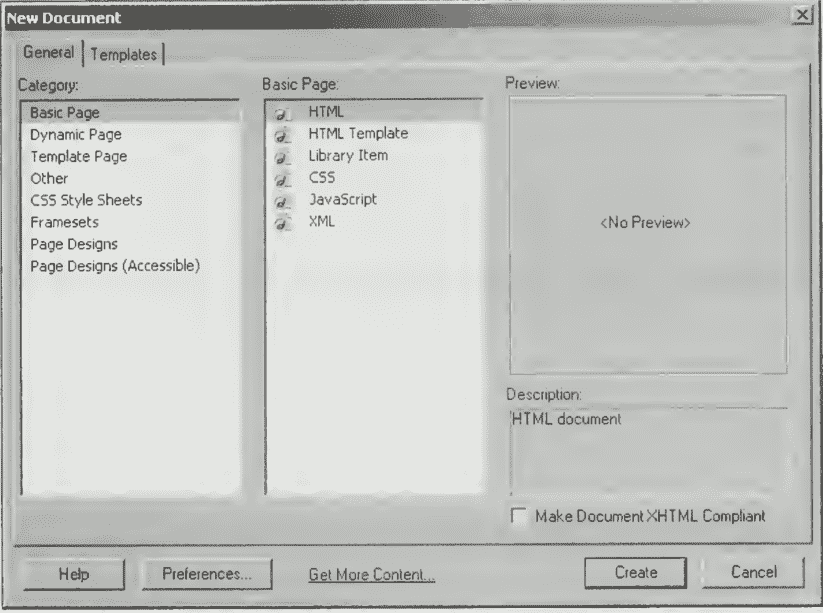 New Document
General
Templates
Category:
Basic Page
Dynamic Page
Template Page
Other
CSS Style Sheets
Framesets
Page Designs
Page Designs (Accessible)
Basic Page:
HTML
HTML Template
Library Item
CSS
JavaScript
XML
Preview:
<No Preview>
Description:
HTML document
Make Document XHTML Compliant
Help
Preferences...
Get More Content...
Create
Cancel